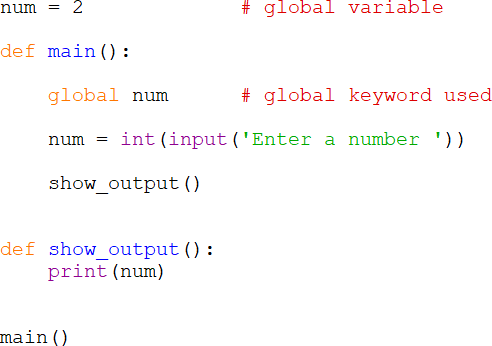 num = 2             # global variable
def main():
    global num      # global keyword used
    num = int(input('Enter a number '))
    show_output()
def show_output():
    print(num)
main()